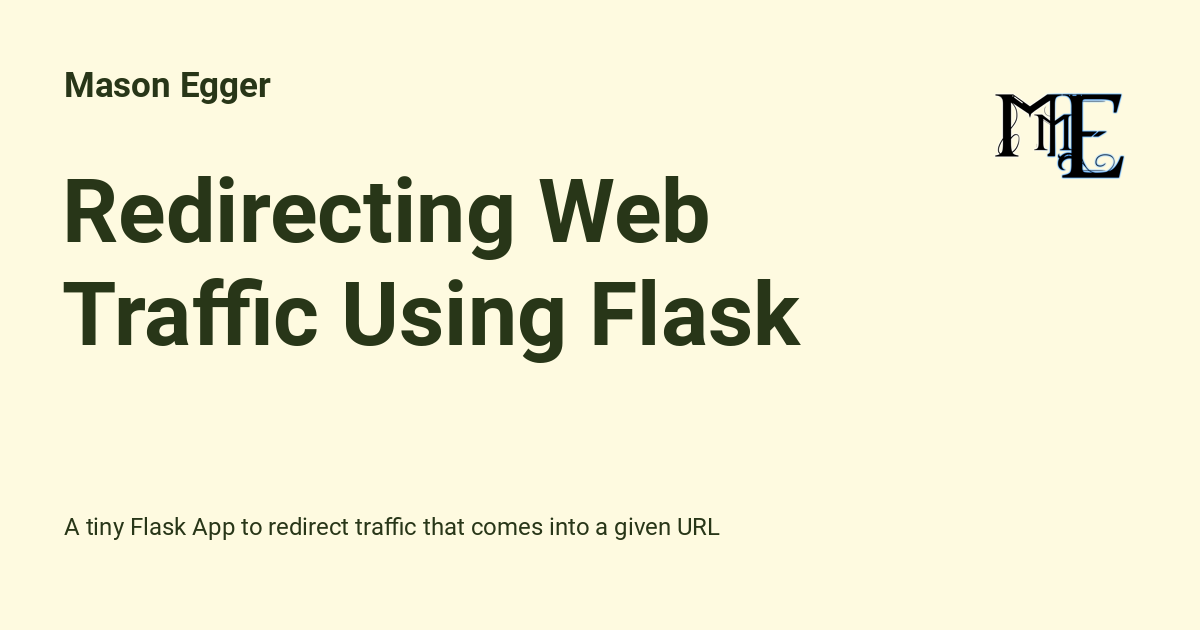 Mason Egger
MmE
Redirecting Web
Traffic Using Flask
A tiny Flask App to redirect traffic that comes into a given URL